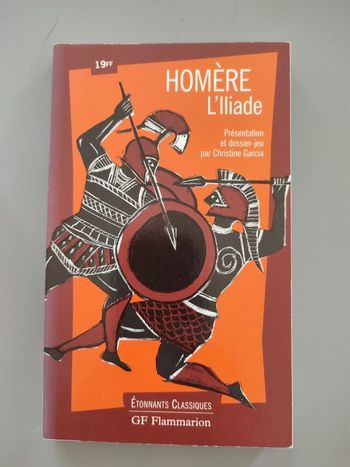 19FF
HOMÈRE
L'Iliade
Présentation
et dossier-jeu
par Christine Garcia
ÉTONNANTS CLASSIQUES
GF Flammarion